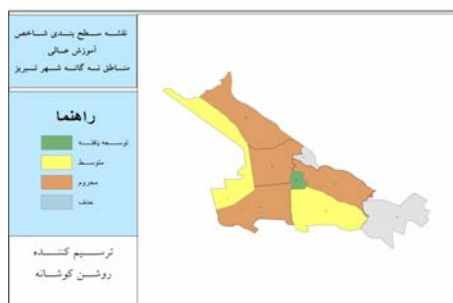 نقشه سطح بندی شاخص
آموزش عالی
مناطق نه گانه شهر تبریز
راهنما
توسعه یافته
متوسط
محروم
حذف
ترسیم کننده
روشن کوشانه